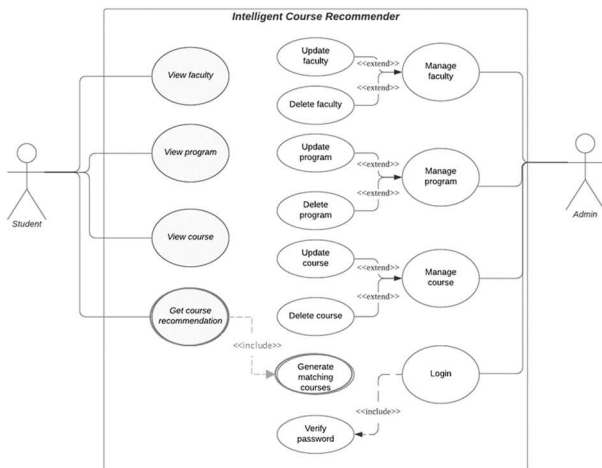 Intelligent Course Recommender
View faculty
View program
View course
Get course
recommendation
<<include>>
Generate
matching
courses
Update
faculty
<<extend>>
Manage
faculty
Delete faculty
<<extend>>
Update
program
<<extend>>
Manage
program
Delete
program
<<extend>>
Update
course
<<extend>>
Manage
course
Delete course
<<extend>>
Login
<<include>>
Verify
password
Student
Admin